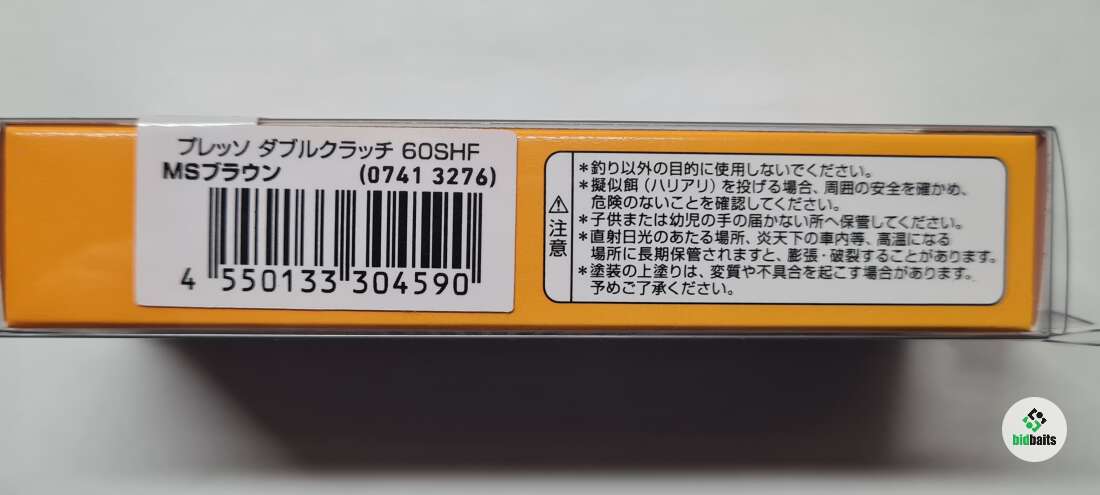 プレッソ ダブルクラッチ 60SHF
MSブラウン (0741 3276)
4 550133 304590
⚠注意
＊釣り以外の目的に使用しないでください。
＊擬似餌（ハリアリ）を投げる場合、周囲の安全を確かめ、
危険のないことを確認してください。
＊子供または幼児の手の届かない所へ保管してください。
＊直射日光のあたる場所、炎天下の車内等、高温になる
場所に長期保管されますと、膨張・破裂することがあります。
＊塗装の上塗りは、変質や不具合を起こす場合があります。
予めご了承ください。
bidbaits